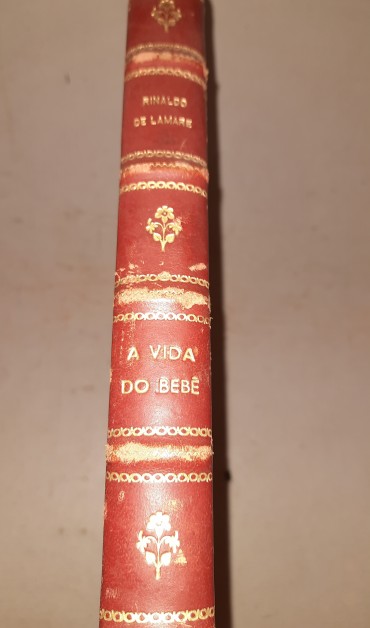 RINALDO
DE LAMARE
A VIDA
DO BEBÊ